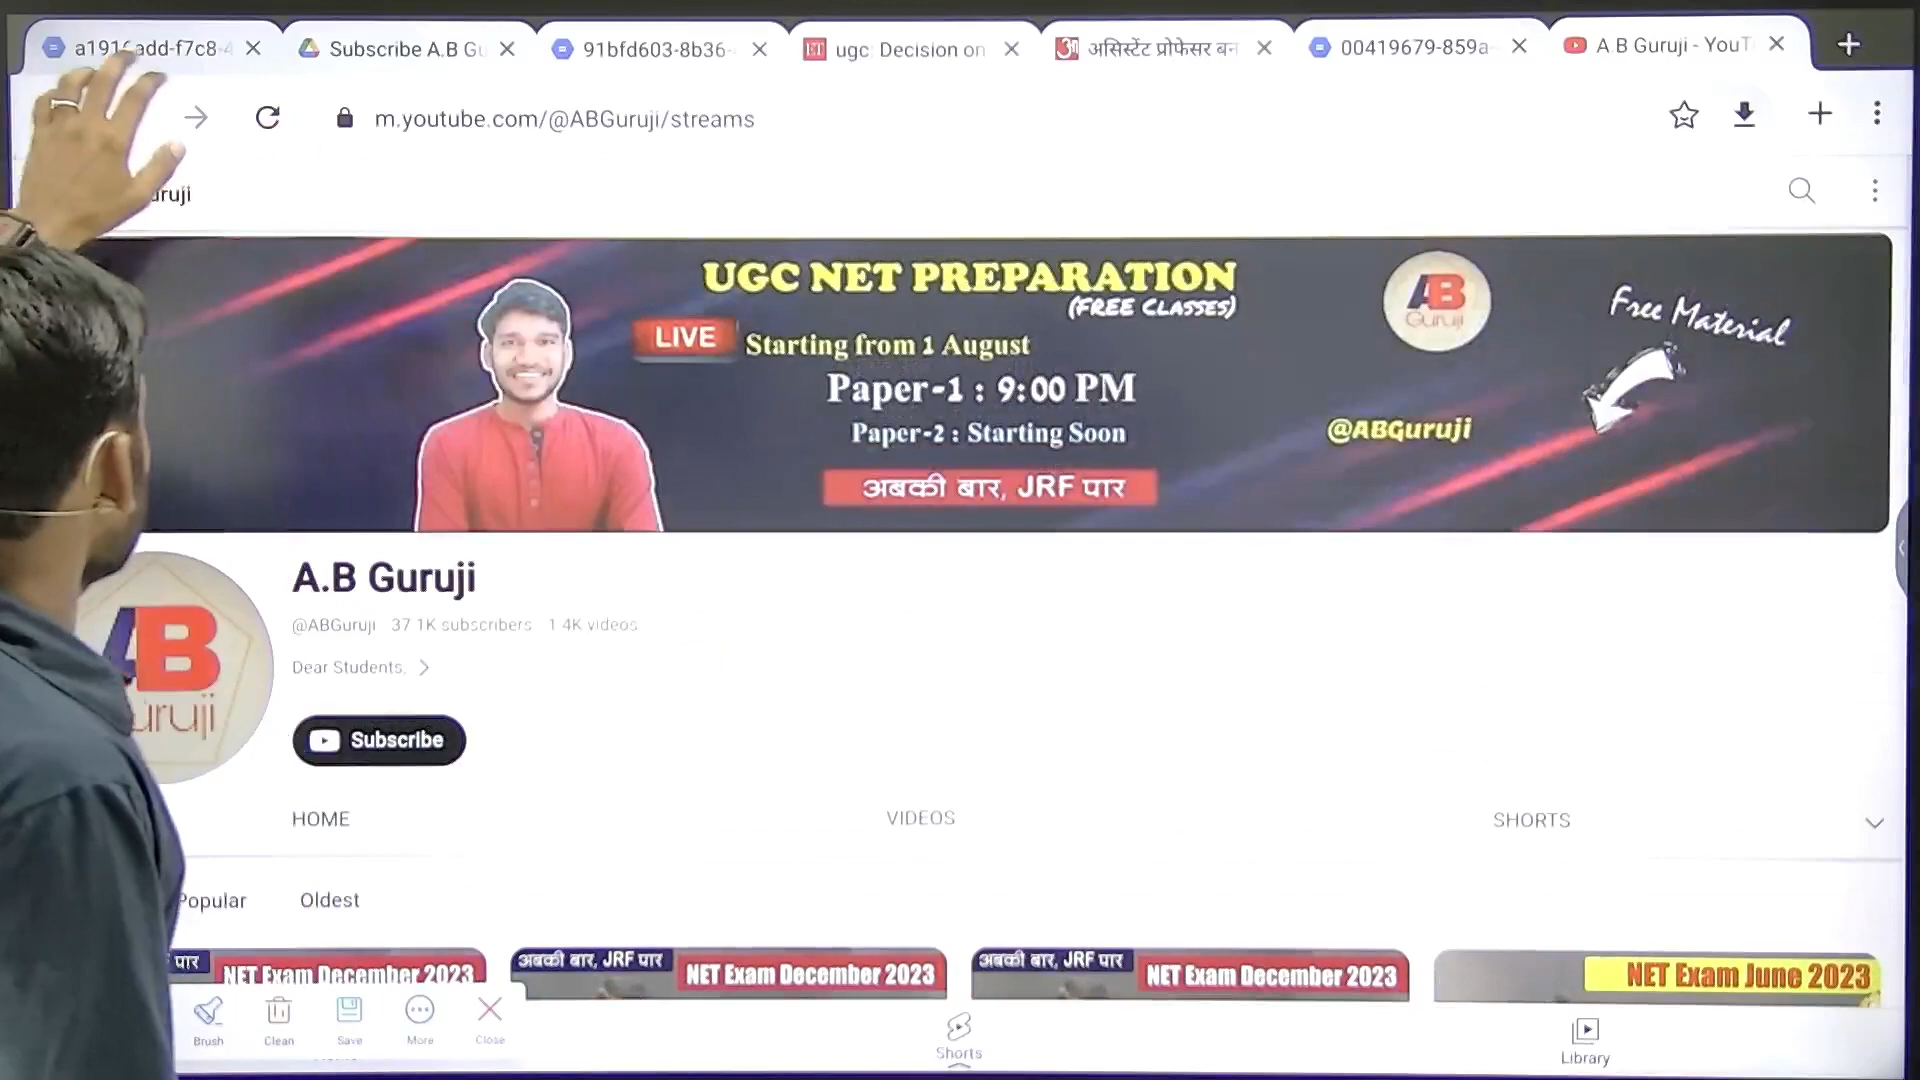 Subscribe A.B Gu
91bfd603-8b36-
ET ugc: Decision on
असिस्टेंट प्रोफेसर बन
00419679-859a-
A.B Guruji - YouT
m.youtube.com/@ABGuruji/streams
UGC NET PREPARATION
(FREE CLASSES)
LIVE Starting from 1 August
Paper-1 : 9:00 PM
Paper-2 : Starting Soon
अबकी बार, JRF पार
AB
Guruji
@ABGuruji
Free Material
A.B Guruji
@ABGuruji 37.1K subscribers 1.4K videos
Dear Students,
Subscribe
HOME VIDEOS SHORTS
Popular Oldest
पार NET Exam December 2023
अबकी बार, JRF पार NET Exam December 2023
अबकी बार, JRF पार NET Exam December 2023
NET Exam June 2023
Brush Clean Save More Close
Shorts
Library